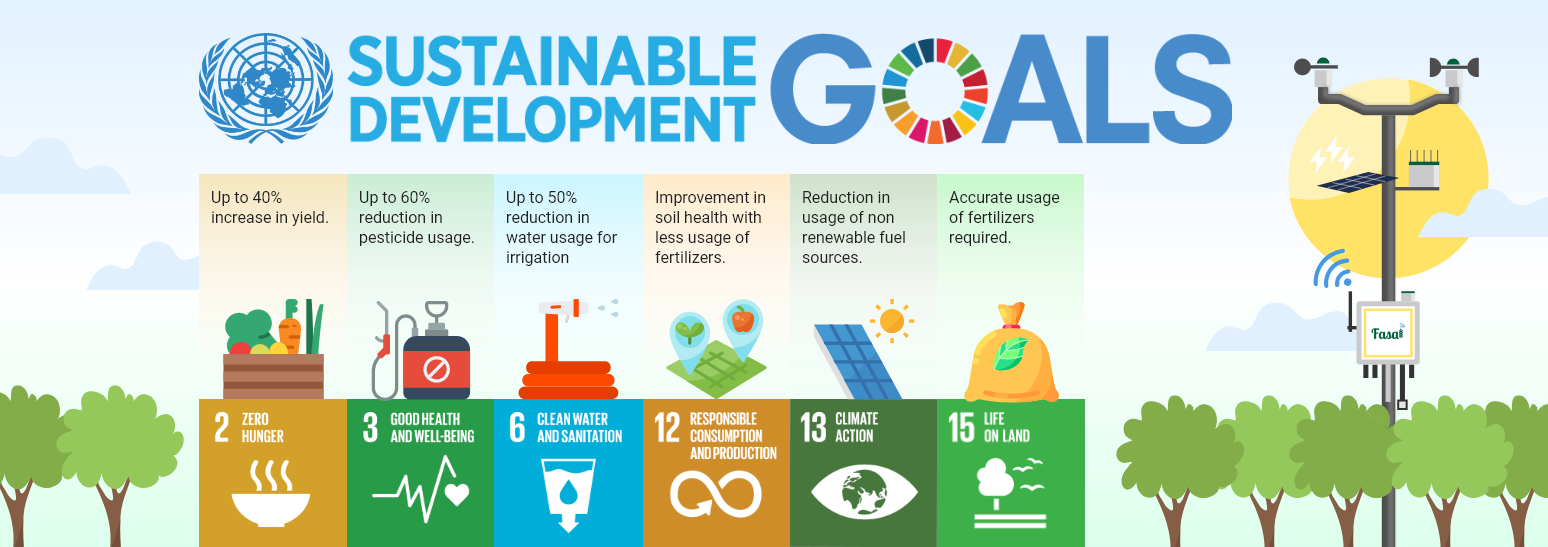 SUSTAINABLE
DEVELOPMENT
GOALS
Up to 40%
increase in yield.
Up to 60%
reduction in
pesticide usage.
Up to 50%
reduction in
water usage for
irrigation
Improvement in
soil health with
less usage of
fertilizers.
Reduction in
usage of non
renewable fuel
sources.
Accurate usage
of fertilizers
required.
2 ZERO
HUNGER
3 GOOD HEALTH
AND WELL-BEING
6 CLEAN WATER
AND SANITATION
12 RESPONSIBLE
CONSUMPTION
AND PRODUCTION
13 CLIMATE
ACTION
15 LIFE
ON LAND
Fasal